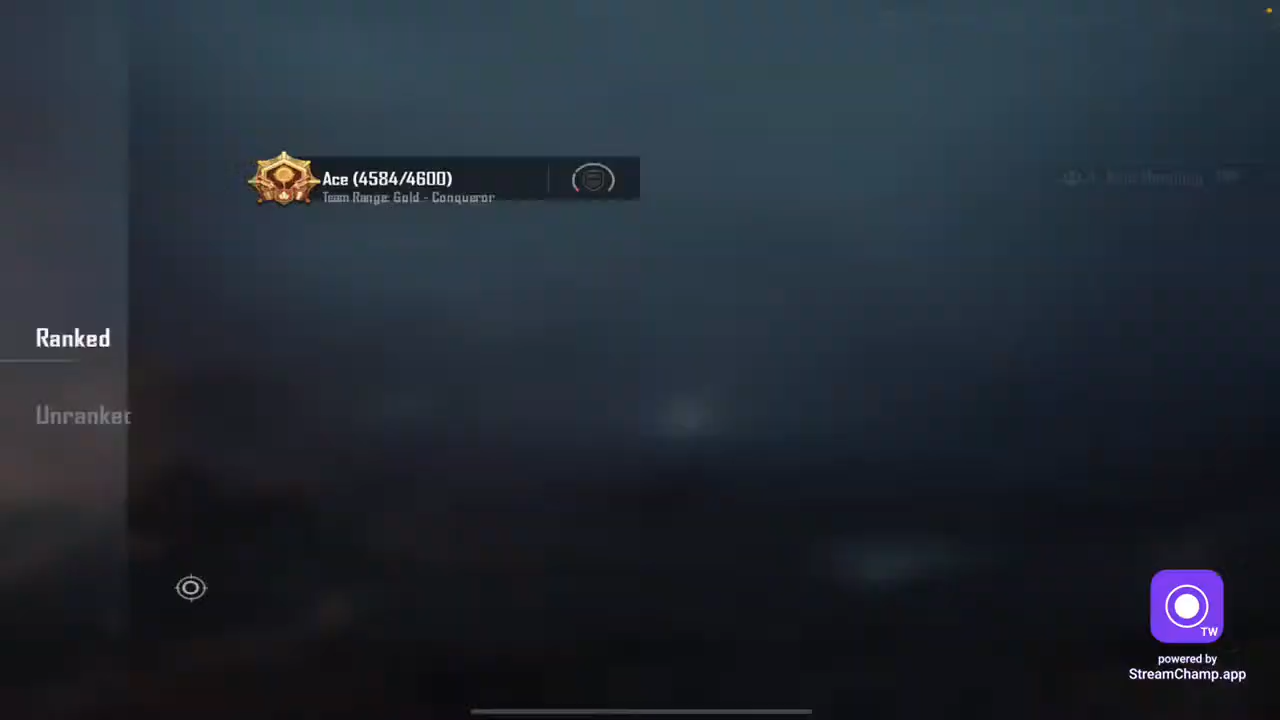 Ace (4584/4600)
Team Range: Gold - Conqueror
Ranked
Unranked
TW
powered by
StreamChamp.app